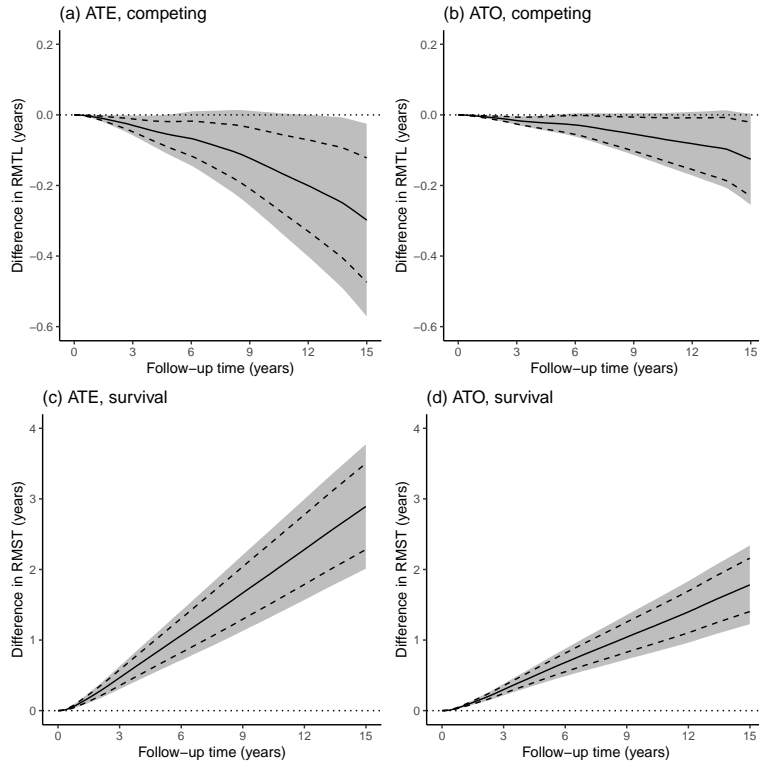 (a) ATE, competing
Difference in RMTL (years)
0.2
0.0
−0.2
−0.4
−0.6
0 3 6 9 12 15
Follow−up time (years)
(b) ATO, competing
Difference in RMTL (years)
0.2
0.0
−0.2
−0.4
−0.6
0 3 6 9 12 15
Follow−up time (years)
(c) ATE, survival
Difference in RMST (years)
4
3
2
1
0
0 3 6 9 12 15
Follow−up time (years)
(d) ATO, survival
Difference in RMST (years)
4
3
2
1
0
0 3 6 9 12 15
Follow−up time (years)